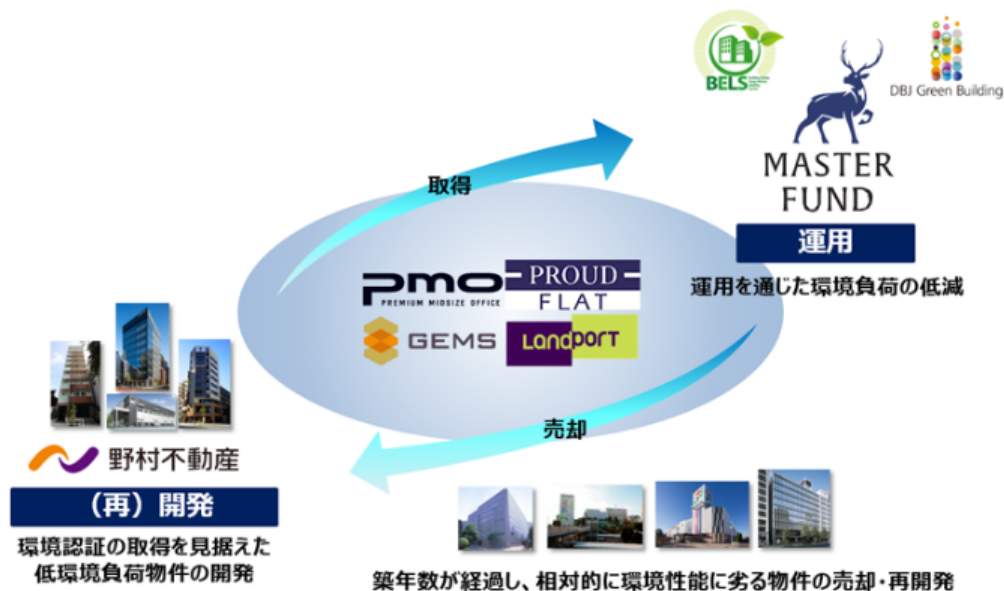 BELS
DBJ Green Building
MASTER
FUND
運用
運用を通じた環境負荷の低減
取得
PMO
PREMIUM MIDSIZE OFFICE
PROUD
FLAT
GEMS
LANDPORT
売却
野村不動産
（再）開発
環境認証の取得を見据えた
低環境負荷物件の開発
築年数が経過し、相対的に環境性能に劣る物件の売却・再開発